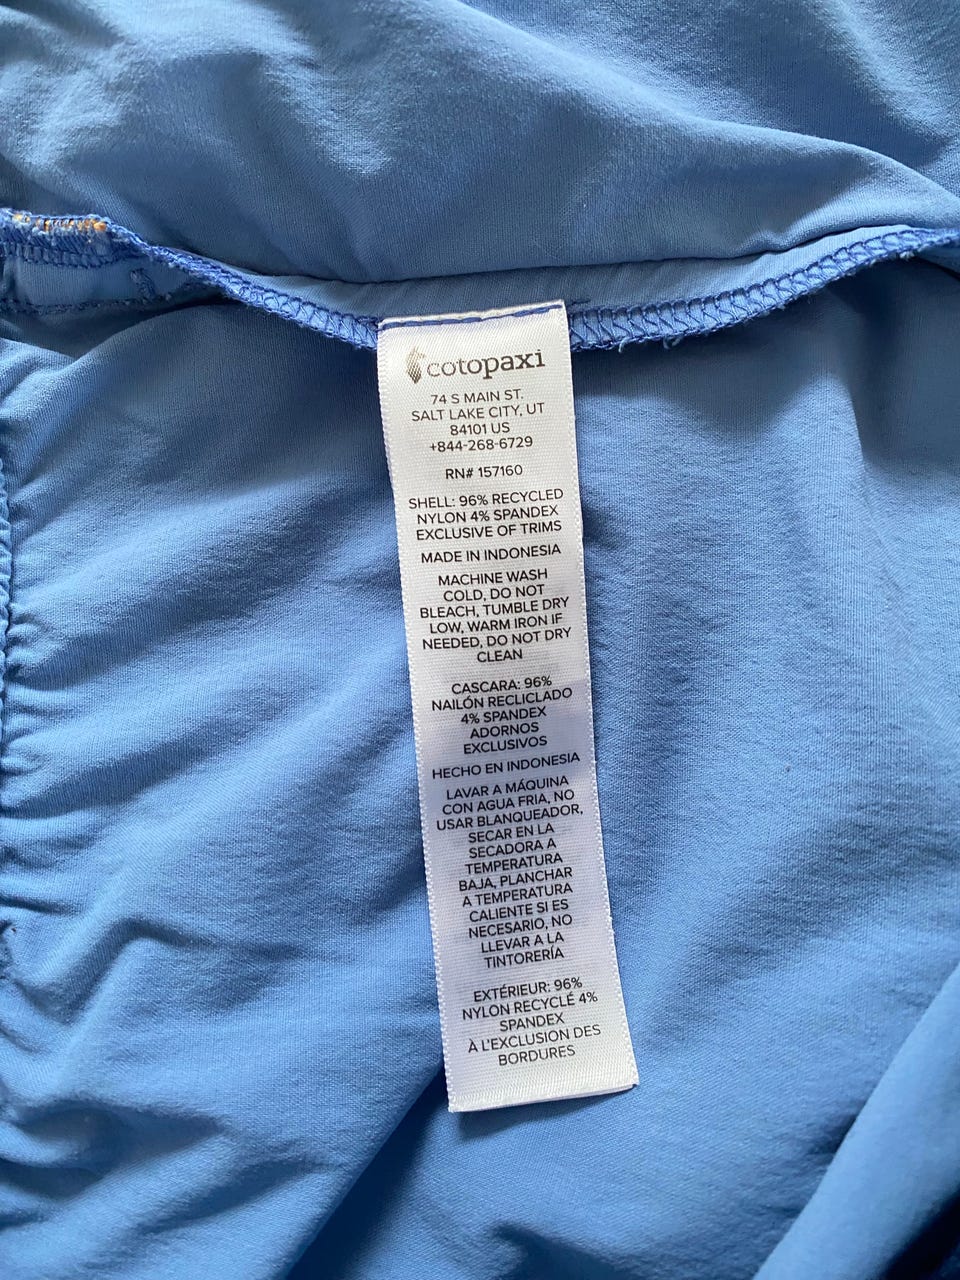 cotopaxi
74 S MAIN ST.
SALT LAKE CITY, UT
84101 US
+844-268-6729
RN# 157160
SHELL: 96% RECYCLED
NYLON 4% SPANDEX
EXCLUSIVE OF TRIMS
MADE IN INDONESIA
MACHINE WASH
COLD, DO NOT
BLEACH, TUMBLE DRY
LOW, WARM IRON IF
NEEDED, DO NOT DRY
CLEAN
CASCARA: 96%
NAILÓN RECLICLADO
4% SPANDEX
ADORNOS
EXCLUSIVOS
HECHO EN INDONESIA
LAVAR A MÁQUINA
CON AGUA FRIA, NO
USAR BLANQUEADOR,
SECAR EN LA
SECADORA A
TEMPERATURA
BAJA, PLANCHAR
A TEMPERATURA
CALIENTE SI ES
NECESARIO, NO
LLEVAR A LA
TINTORERÍA
EXTÉRIEUR: 96%
NYLON RECYCLÉ 4%
SPANDEX
À L'EXCLUSION DES
BORDURES